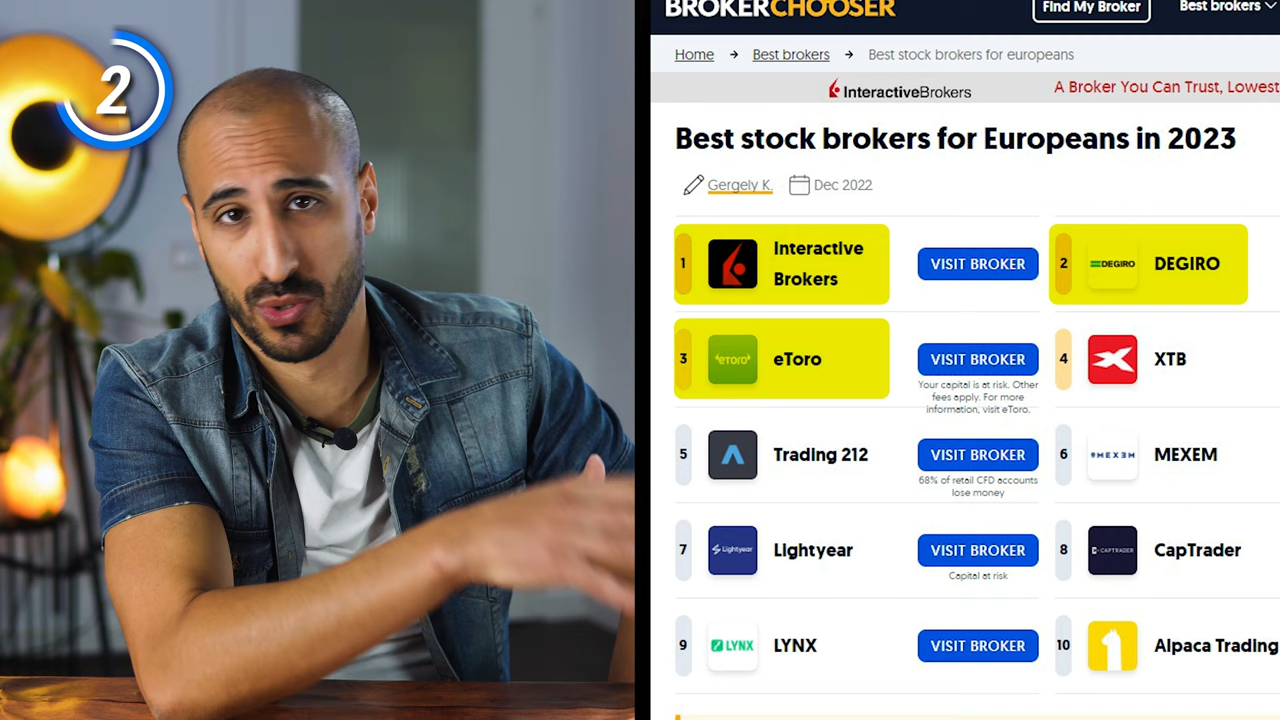 2
BROKERCHOOSER
Find My Broker
Best brokers
Home → Best brokers → Best stock brokers for europeans
InteractiveBrokers
A Broker You Can Trust, Lowest
Best stock brokers for Europeans in 2023
Gergely K.
Dec 2022
1
Interactive
Brokers
VISIT BROKER
2
DEGIRO
DEGIRO
3
eToro
eToro
VISIT BROKER
Your capital is at risk. Other
fees apply. For more
information, visit eToro.
4
XTB
5
Trading 212
VISIT BROKER
68% of retail CFD accounts
lose money
6
MEXEM
MEXEM
7
Lightyear
Lightyear
VISIT BROKER
Capital at risk
8
CAPTRADER
CapTrader
9
LYNX
LYNX
VISIT BROKER
10
Alpaca Trading